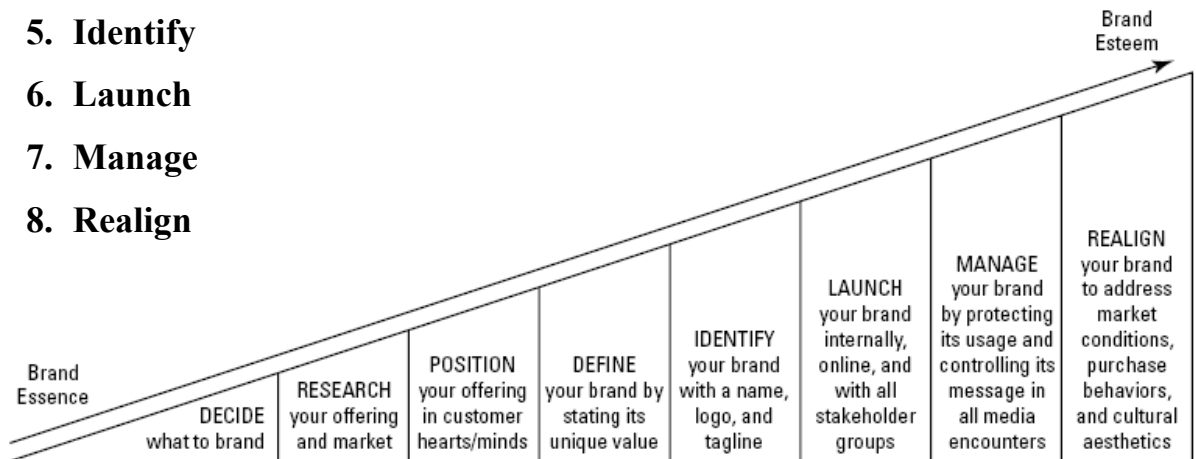 5. Identify
6. Launch
7. Manage
8. Realign
Brand
Esteem
Brand
Essence
DECIDE
what to brand
RESEARCH
your offering
and market
POSITION
your offering
in customer
hearts/minds
DEFINE
your brand by
stating its
unique value
IDENTIFY
your brand
with a name,
logo, and
tagline
LAUNCH
your brand
internally,
online, and
with all
stakeholder
groups
MANAGE
your brand
by protecting
its usage and
controlling its
message in
all media
encounters
REALIGN
your brand
to address
market
conditions,
purchase
behaviors,
and cultural
aesthetics